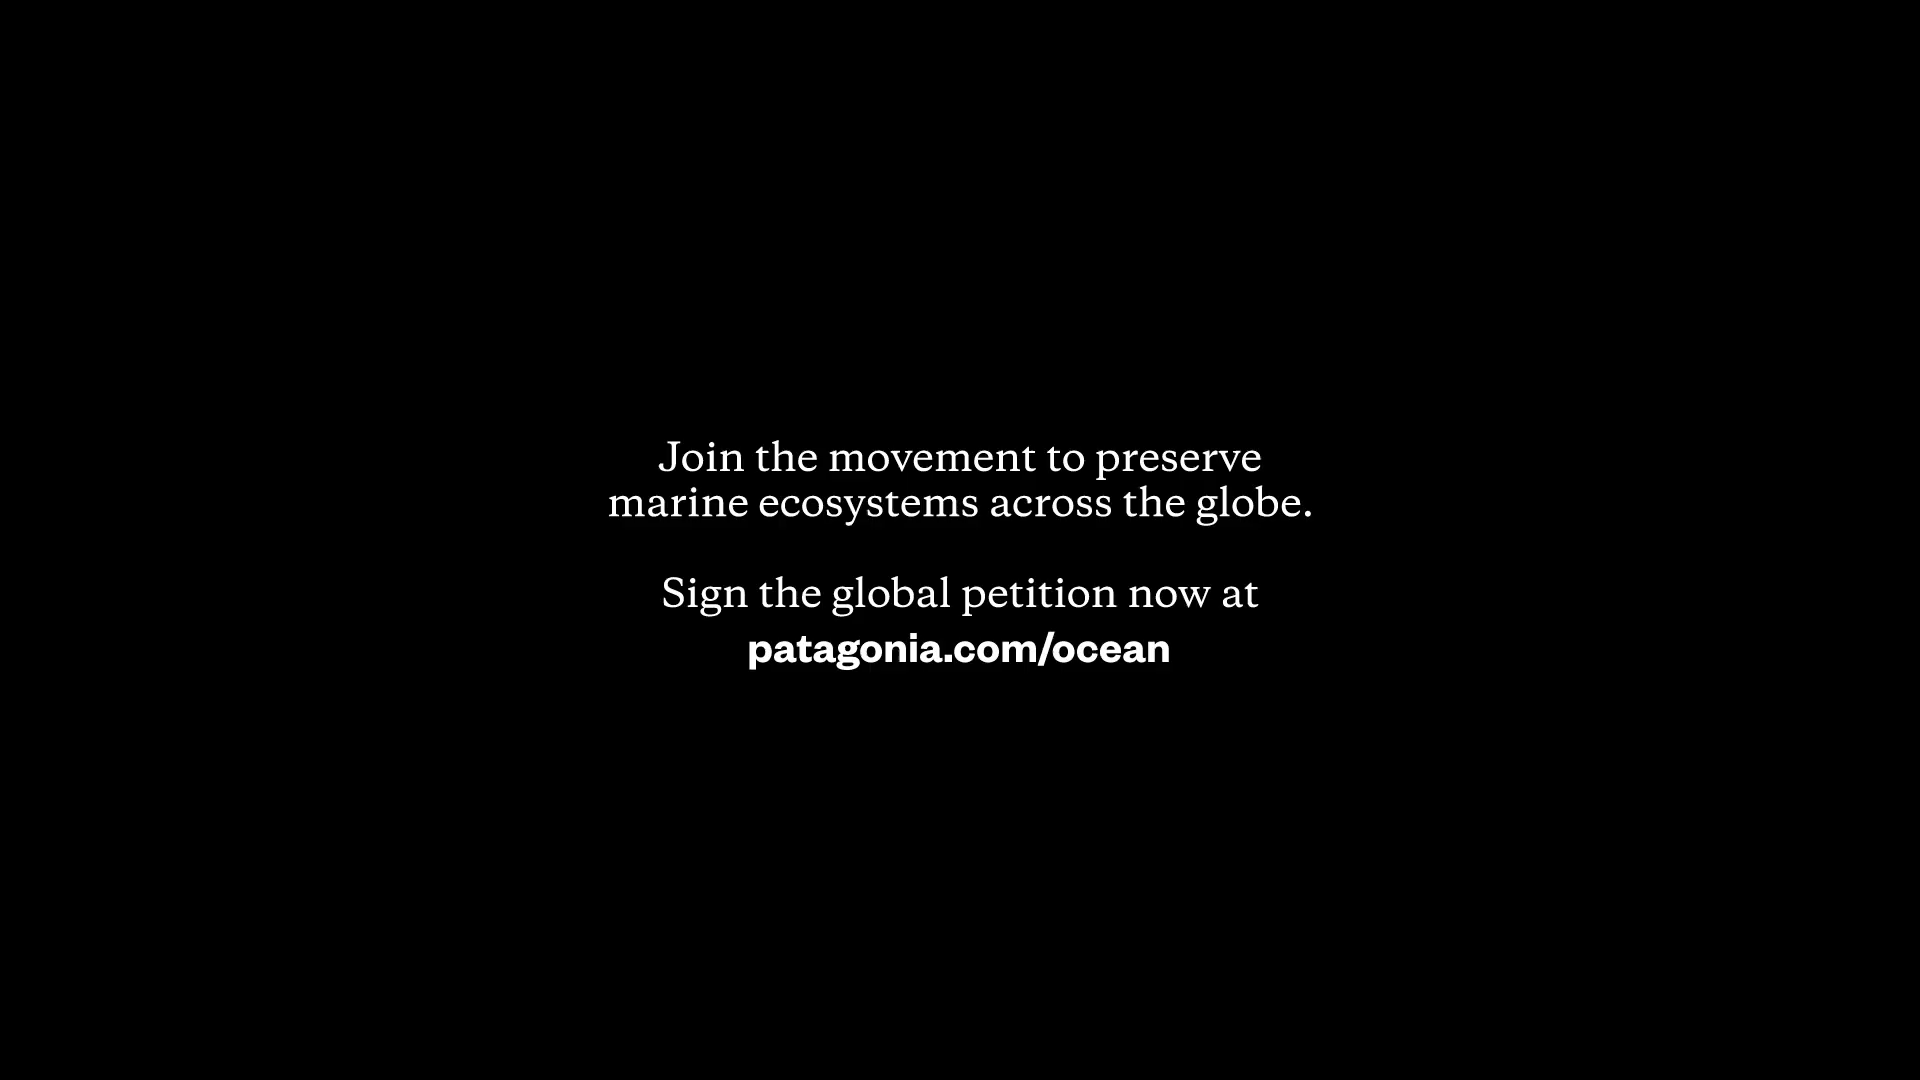 Join the movement to preserve
marine ecosystems across the globe.
Sign the global petition now at
patagonia.com/ocean